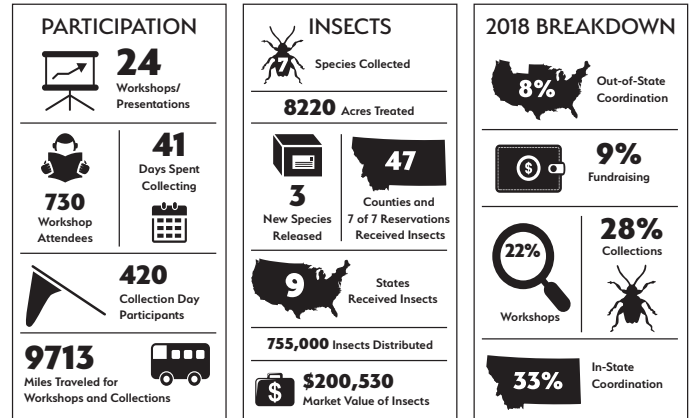 PARTICIPATION
24
Workshops/
Presentations
730
Workshop
Attendees
41
Days Spent
Collecting
420
Collection Day
Participants
9713
Miles Traveled for
Workshops and Collections
INSECTS
7
Species Collected
8220 Acres Treated
3
New Species
Released
47
Counties and
7 of 7 Reservations
Received Insects
9
States
Received Insects
755,000 Insects Distributed
$
$200,530
Market Value of Insects
2018 BREAKDOWN
8%
Out-of-State
Coordination
$
9%
Fundraising
22%
Workshops
28%
Collections
33%
In-State
Coordination